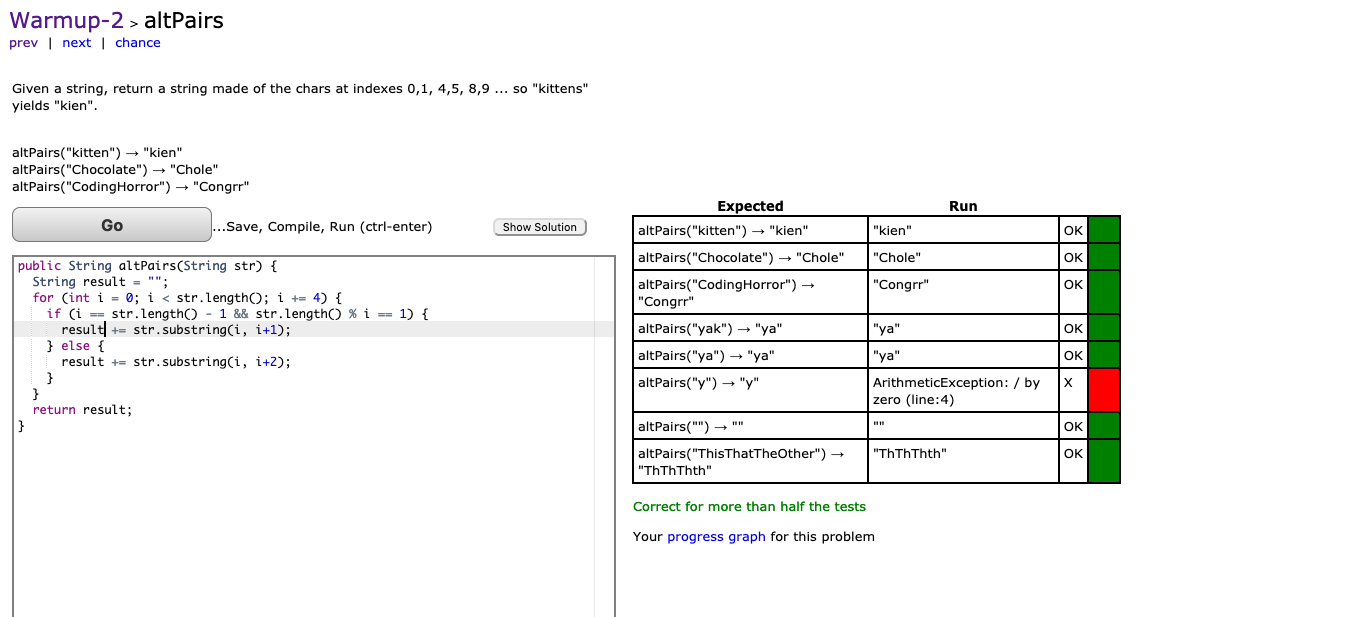 Warmup-2 > altPairs
prev | next | chance
Given a string, return a string made of the chars at indexes 0,1, 4,5, 8,9 ... so "kittens"
yields "kien".
altPairs("kitten") → "kien"
altPairs("Chocolate") → "Chole"
altPairs("CodingHorror") → "Congrr"
Go ...Save, Compile, Run (ctrl-enter) Show Solution
public String altPairs(String str) {
  String result = "";
  for (int i = 0; i < str.length(); i += 4) {
    if (i == str.length() - 1 && str.length() % i == 1) {
      result += str.substring(i, i+1);
    } else {
      result += str.substring(i, i+2);
    }
  }
  return result;
}
Expected Run
altPairs("kitten") → "kien" "kien" OK
altPairs("Chocolate") → "Chole" "Chole" OK
altPairs("CodingHorror") → "Congrr" OK
"Congrr"
altPairs("yak") → "ya" "ya" OK
altPairs("ya") → "ya" "ya" OK
altPairs("y") → "y" ArithmeticException: / by X
zero (line:4)
altPairs("") → "" "" OK
altPairs("ThisThatTheOther") → "ThThThth" OK
"ThThThth"
Correct for more than half the tests
Your progress graph for this problem